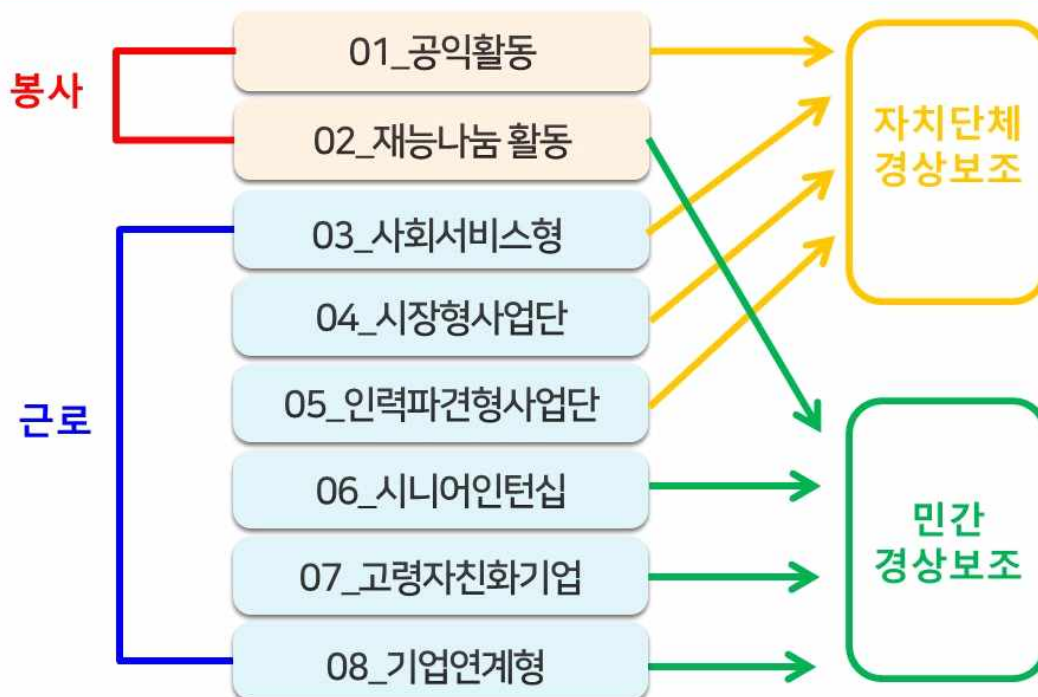 봉사
01_공익활동
02_재능나눔 활동
근로
03_사회서비스형
04_시장형사업단
05_인력파견형사업단
06_시니어인턴십
07_고령자친화기업
08_기업연계형
자치단체
경상보조
민간
경상보조